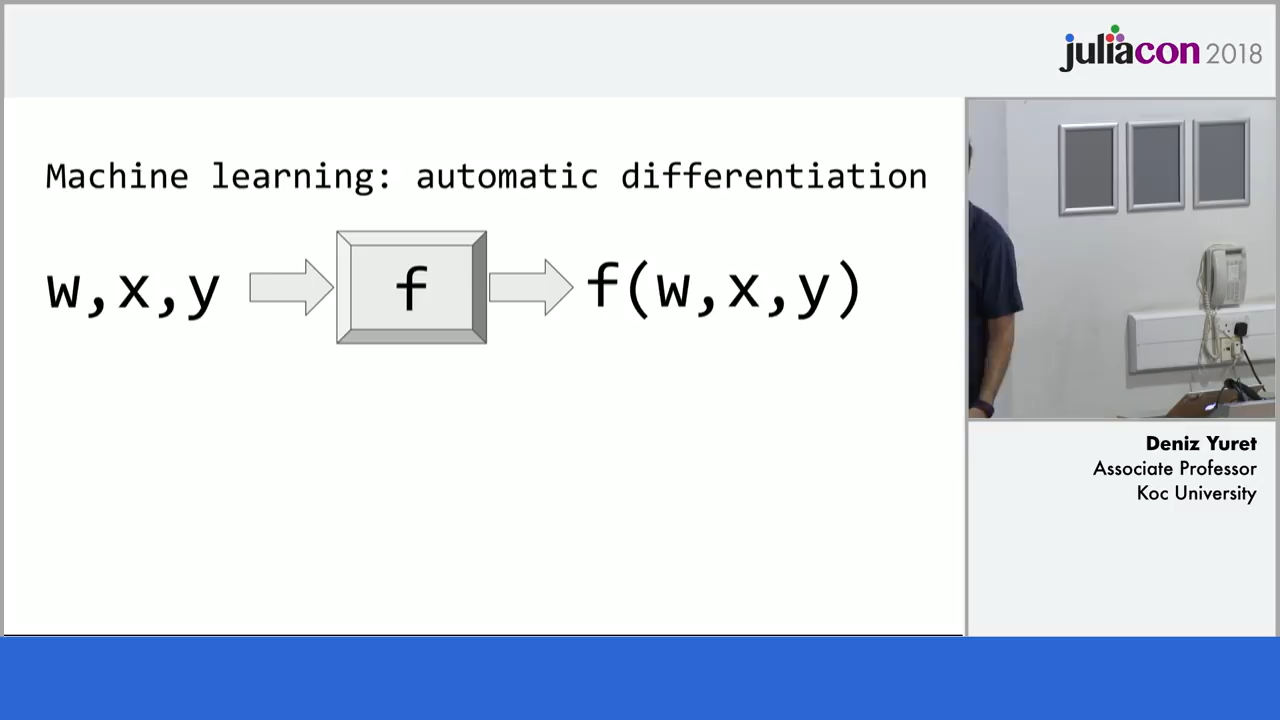 juliacon 2018
Machine learning: automatic differentiation
w,x,y f f(w,x,y)
Deniz Yuret
Associate Professor
Koc University